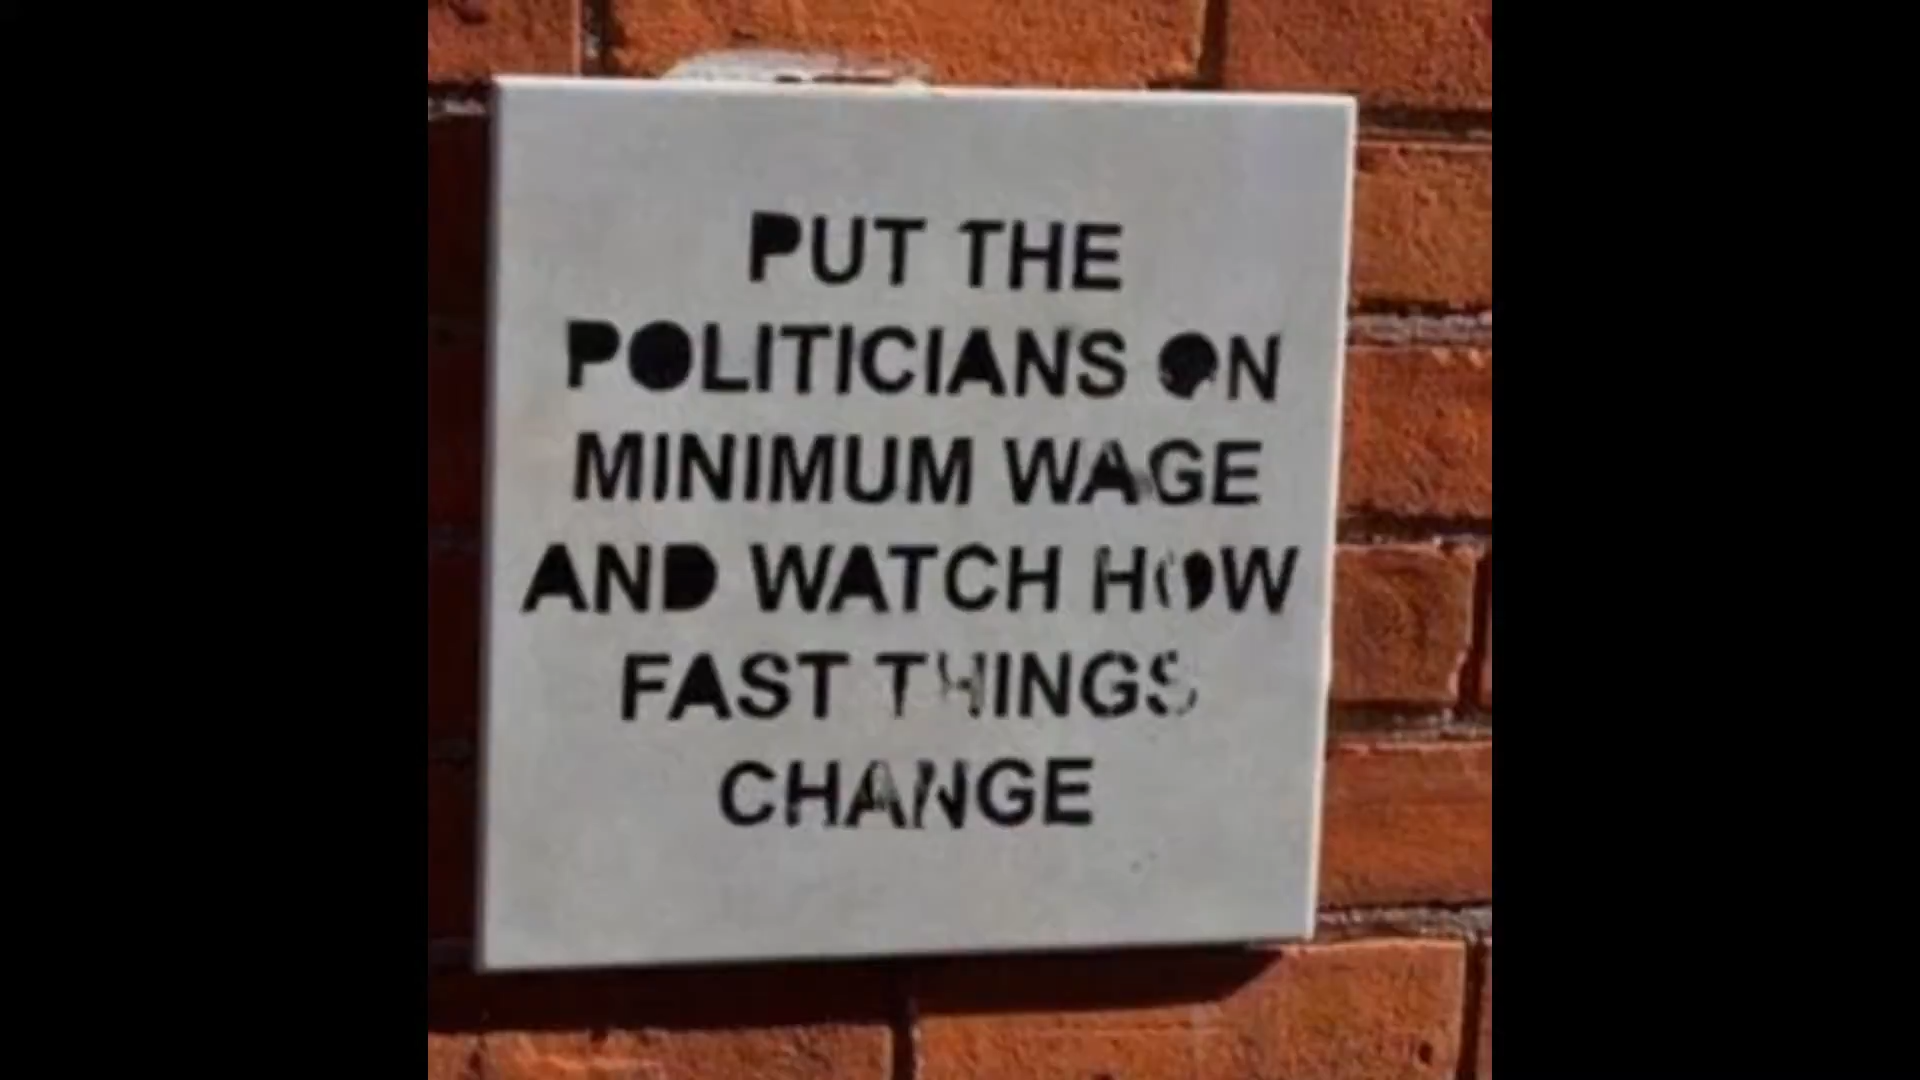 PUT THE
POLITICIANS ON
MINIMUM WAGE
AND WATCH HOW
FAST THINGS
CHANGE